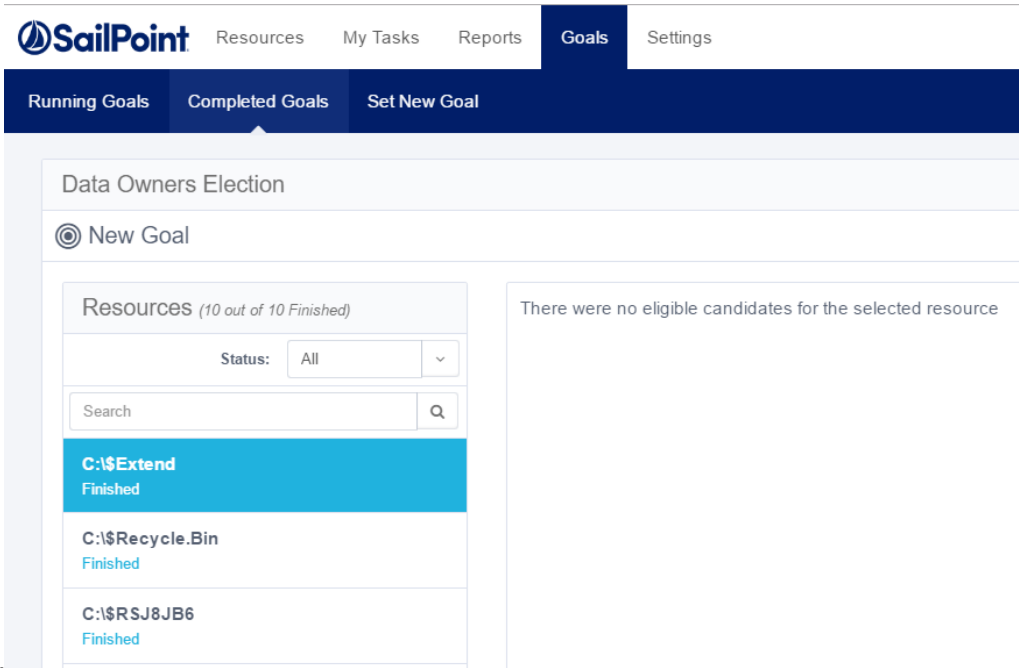 SailPoint Resources My Tasks Reports Goals Settings
Running Goals Completed Goals Set New Goal
Data Owners Election
New Goal
Resources (10 out of 10 Finished)
Status: All
Search
C:\$Extend
Finished
C:\$Recycle.Bin
Finished
C:\$RSJ8JB6
Finished
There were no eligible candidates for the selected resource